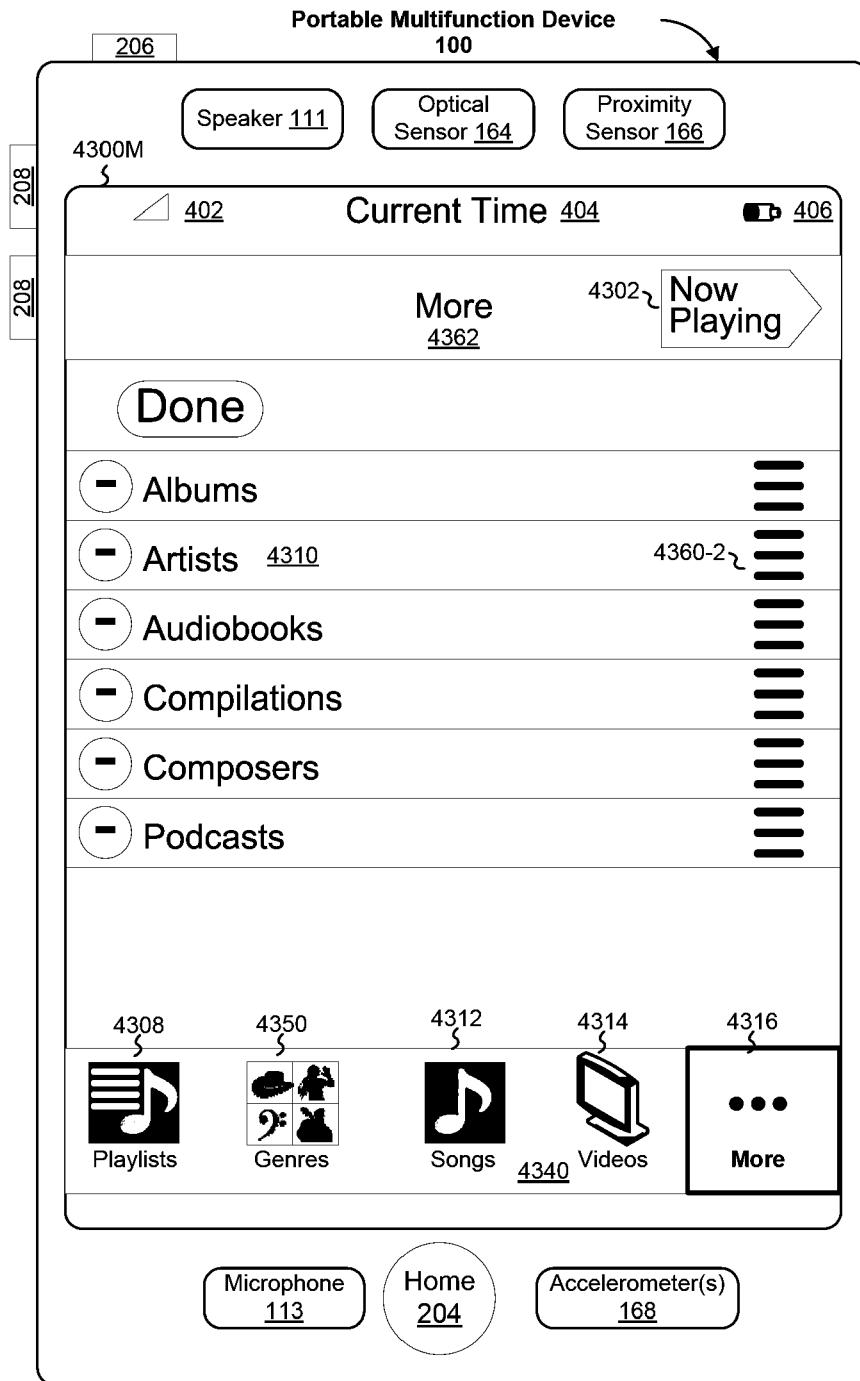 Portable Multifunction Device
100
206
Speaker 111
Optical
Sensor 164
Proximity
Sensor 166
4300M
208
208
402
Current Time 404
406
More
4362
4302
Now
Playing
Done
- Albums
- Artists 4310
4360-2
- Audiobooks
- Compilations
- Composers
- Podcasts
4308
4350
4312
4314
4316
Playlists
Genres
Songs
4340
Videos
More
Microphone
113
Home
204
Accelerometer(s)
168